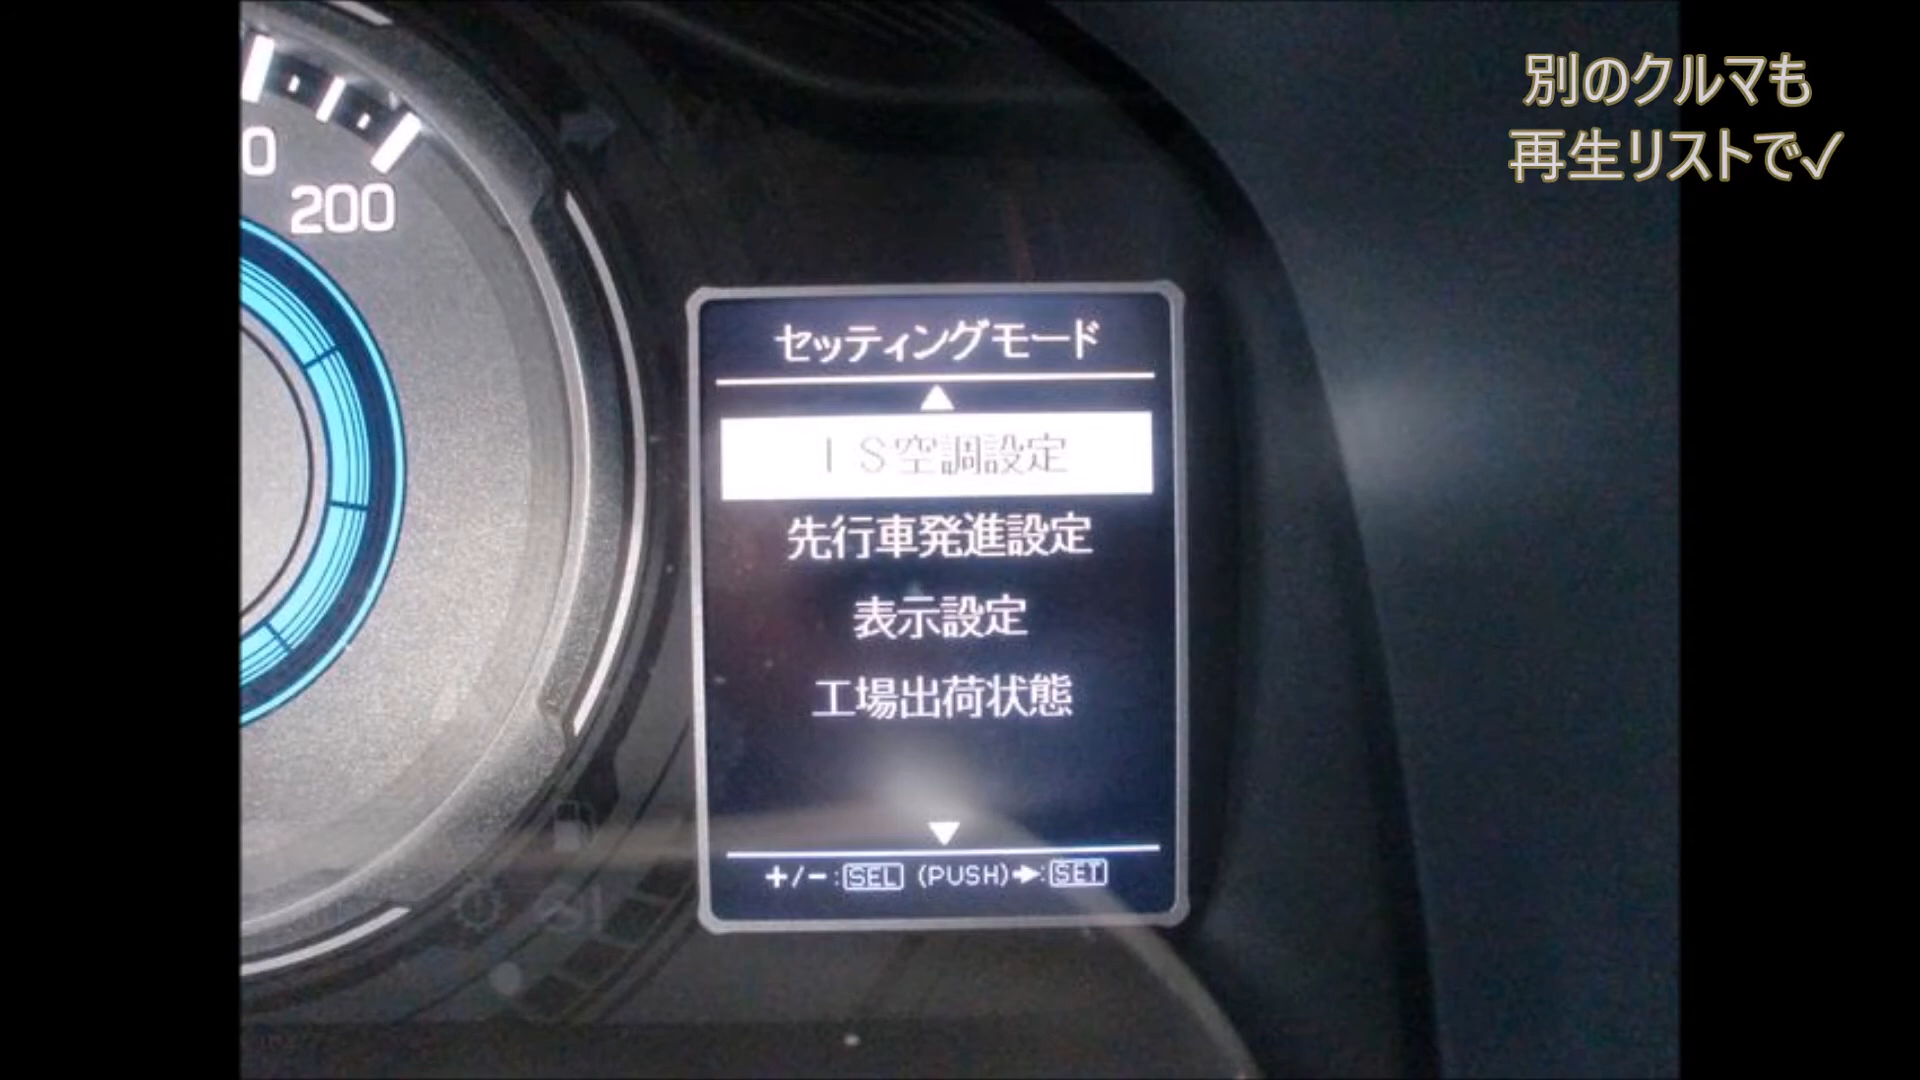 別のクルマも
再生リストで✓
0
200
セッティングモード
▲
IS空調設定
先行車発進設定
表示設定
工場出荷状態
▼
+/-:SEL (PUSH)➡:SET